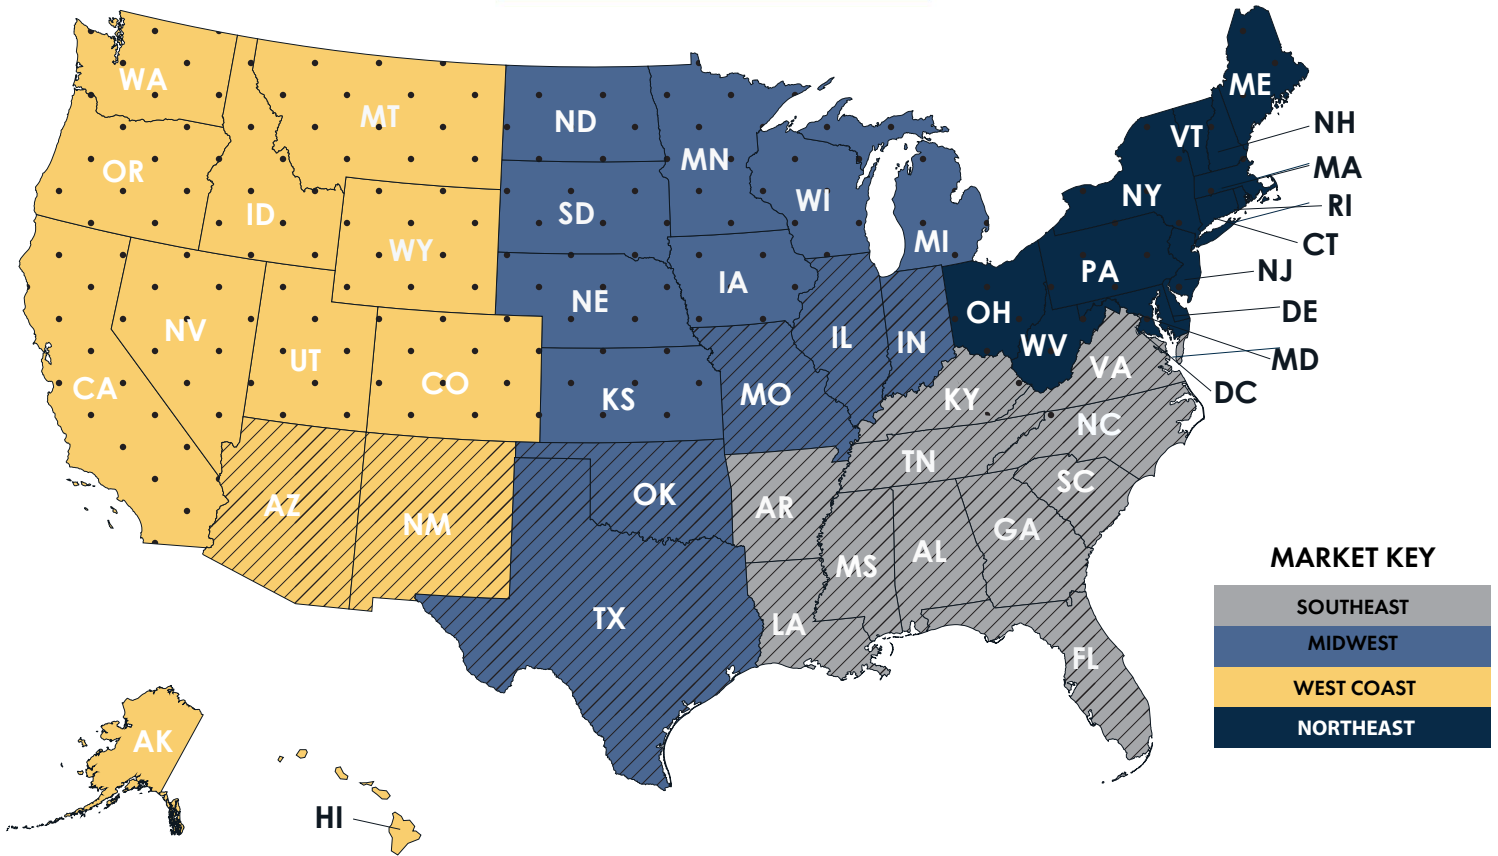 WA
MT
ND
MN
ME
VT
NH
MA
OR
ID
SD
WI
NY
RI
WY
MI
CT
NE
IA
PA
NJ
NV
UT
IL
IN
OH
WV
DE
CA
CO
KS
MO
KY
VA
MD
DC
NC
AZ
NM
OK
AR
TN
SC
MS
AL
GA
TX
LA
FL
AK
HI
MARKET KEY
SOUTHEAST
MIDWEST
WEST COAST
NORTHEAST